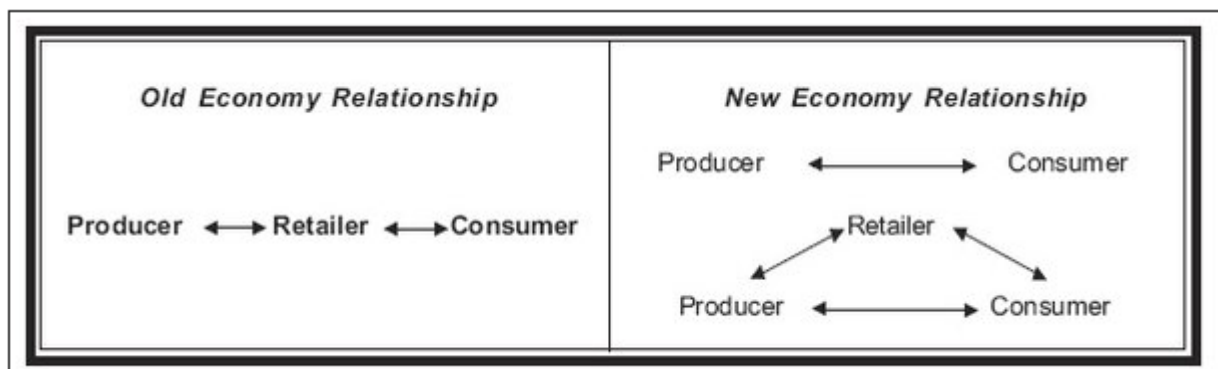 Old Economy Relationship
Producer Retailer Consumer
New Economy Relationship
Producer Consumer
Retailer
Producer Consumer